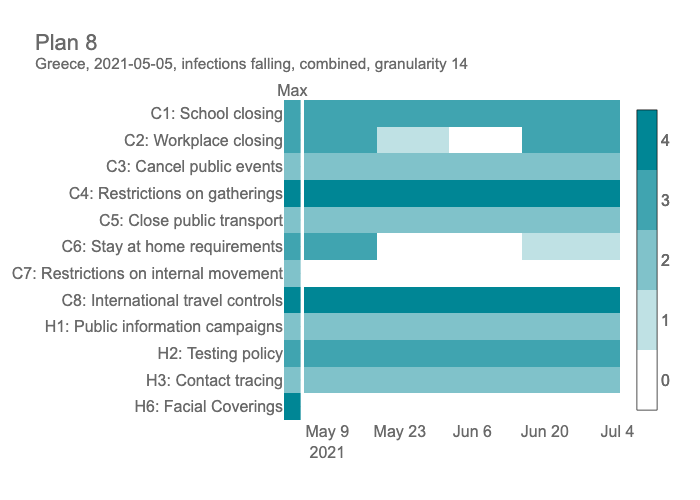 Plan 8
Greece, 2021-05-05, infections falling, combined, granularity 14
Max
C1: School closing
C2: Workplace closing
C3: Cancel public events
C4: Restrictions on gatherings
C5: Close public transport
C6: Stay at home requirements
C7: Restrictions on internal movement
C8: International travel controls
H1: Public information campaigns
H2: Testing policy
H3: Contact tracing
H6: Facial Coverings
May 9 May 23 Jun 6 Jun 20 Jul 4
2021
4
3
2
1
0